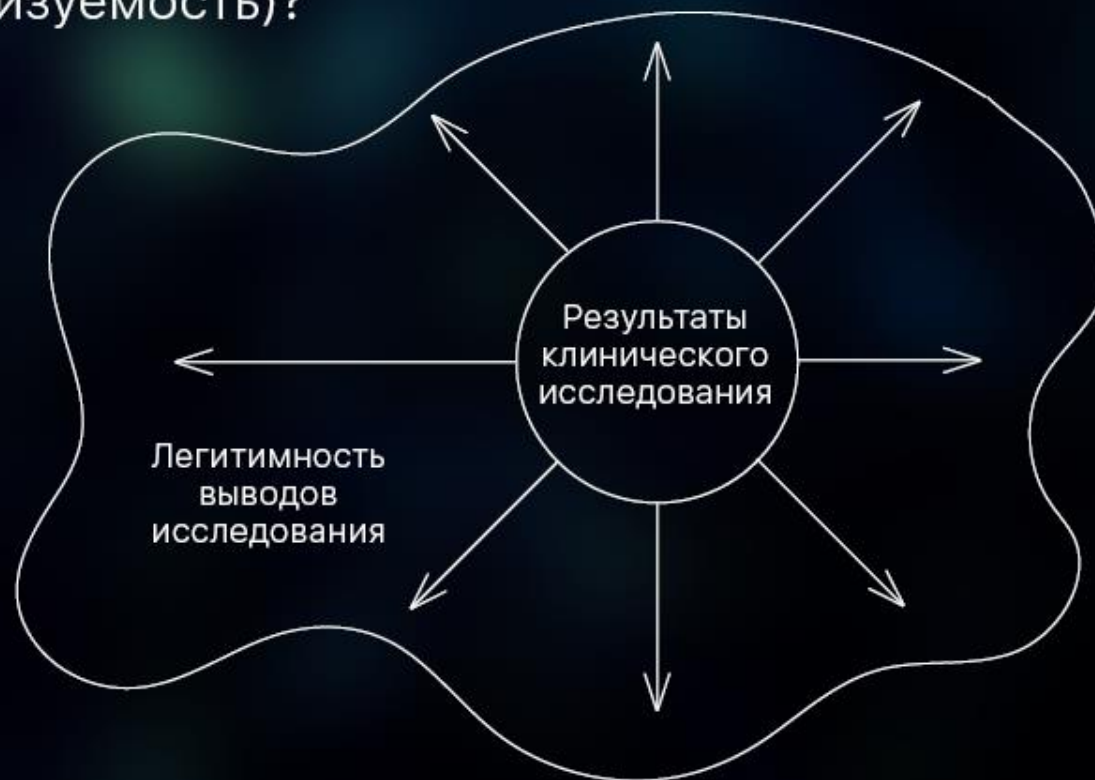 изуемость)?
Результаты
клинического
исследования
Легитимность
выводов
исследования